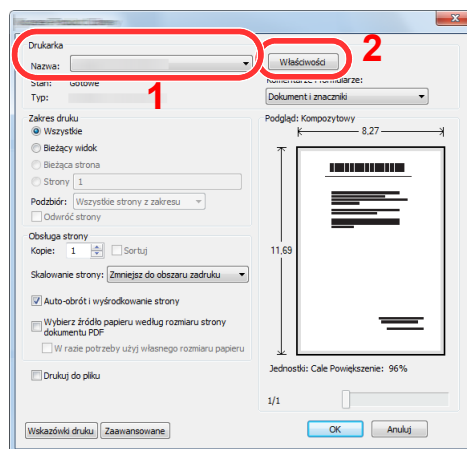 Drukarka
Nazwa:
Właściwości
2
1
Stan: Gotowe
Komentarze i formularze:
Typ:
Dokument i znaczniki
Zakres druku
Wszystkie
Bieżący widok
Bieżąca strona
Strony 1
Podzbiór: Wszystkie strony z zakresu
Odwróć strony
Podgląd: Kompozytowy
8,27
11,69
Obsługa strony
Kopie: 1 Sortuj
Skalowanie strony: Zmniejsz do obszaru zadruku
Auto-obrót i wyśrodkowanie strony
Wybierz źródło papieru według rozmiaru strony
dokumentu PDF
W razie potrzeby użyj własnego rozmiaru papieru
Drukuj do pliku
Jednostki: Cale Powiększenie: 96%
1/1
Wskazówki druku Zaawansowane
OK Anuluj